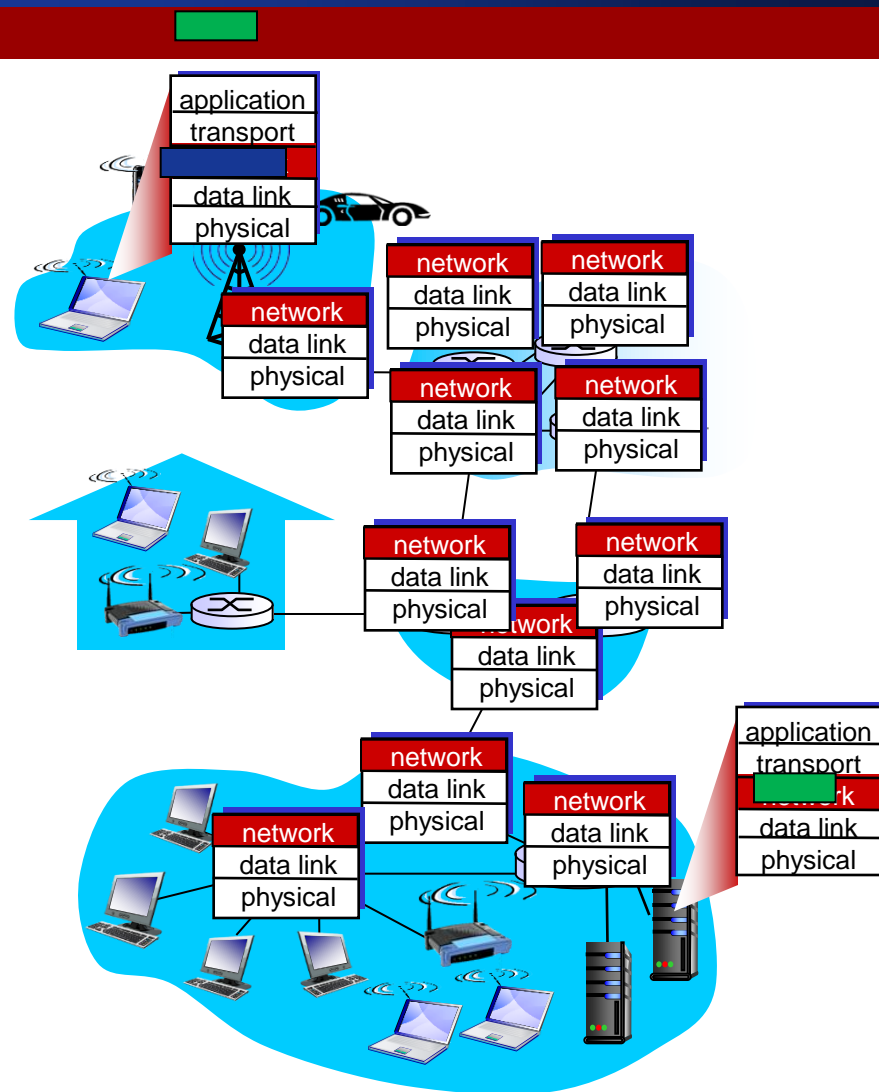 application
transport
data link
physical
network
data link
physical
network
data link
physical
network
data link
physical
network
data link
physical
network
data link
physical
network
data link
physical
network
data link
physical
network
data link
physical
network
data link
physical
network
data link
physical
network
data link
physical
application
transport
data link
physical